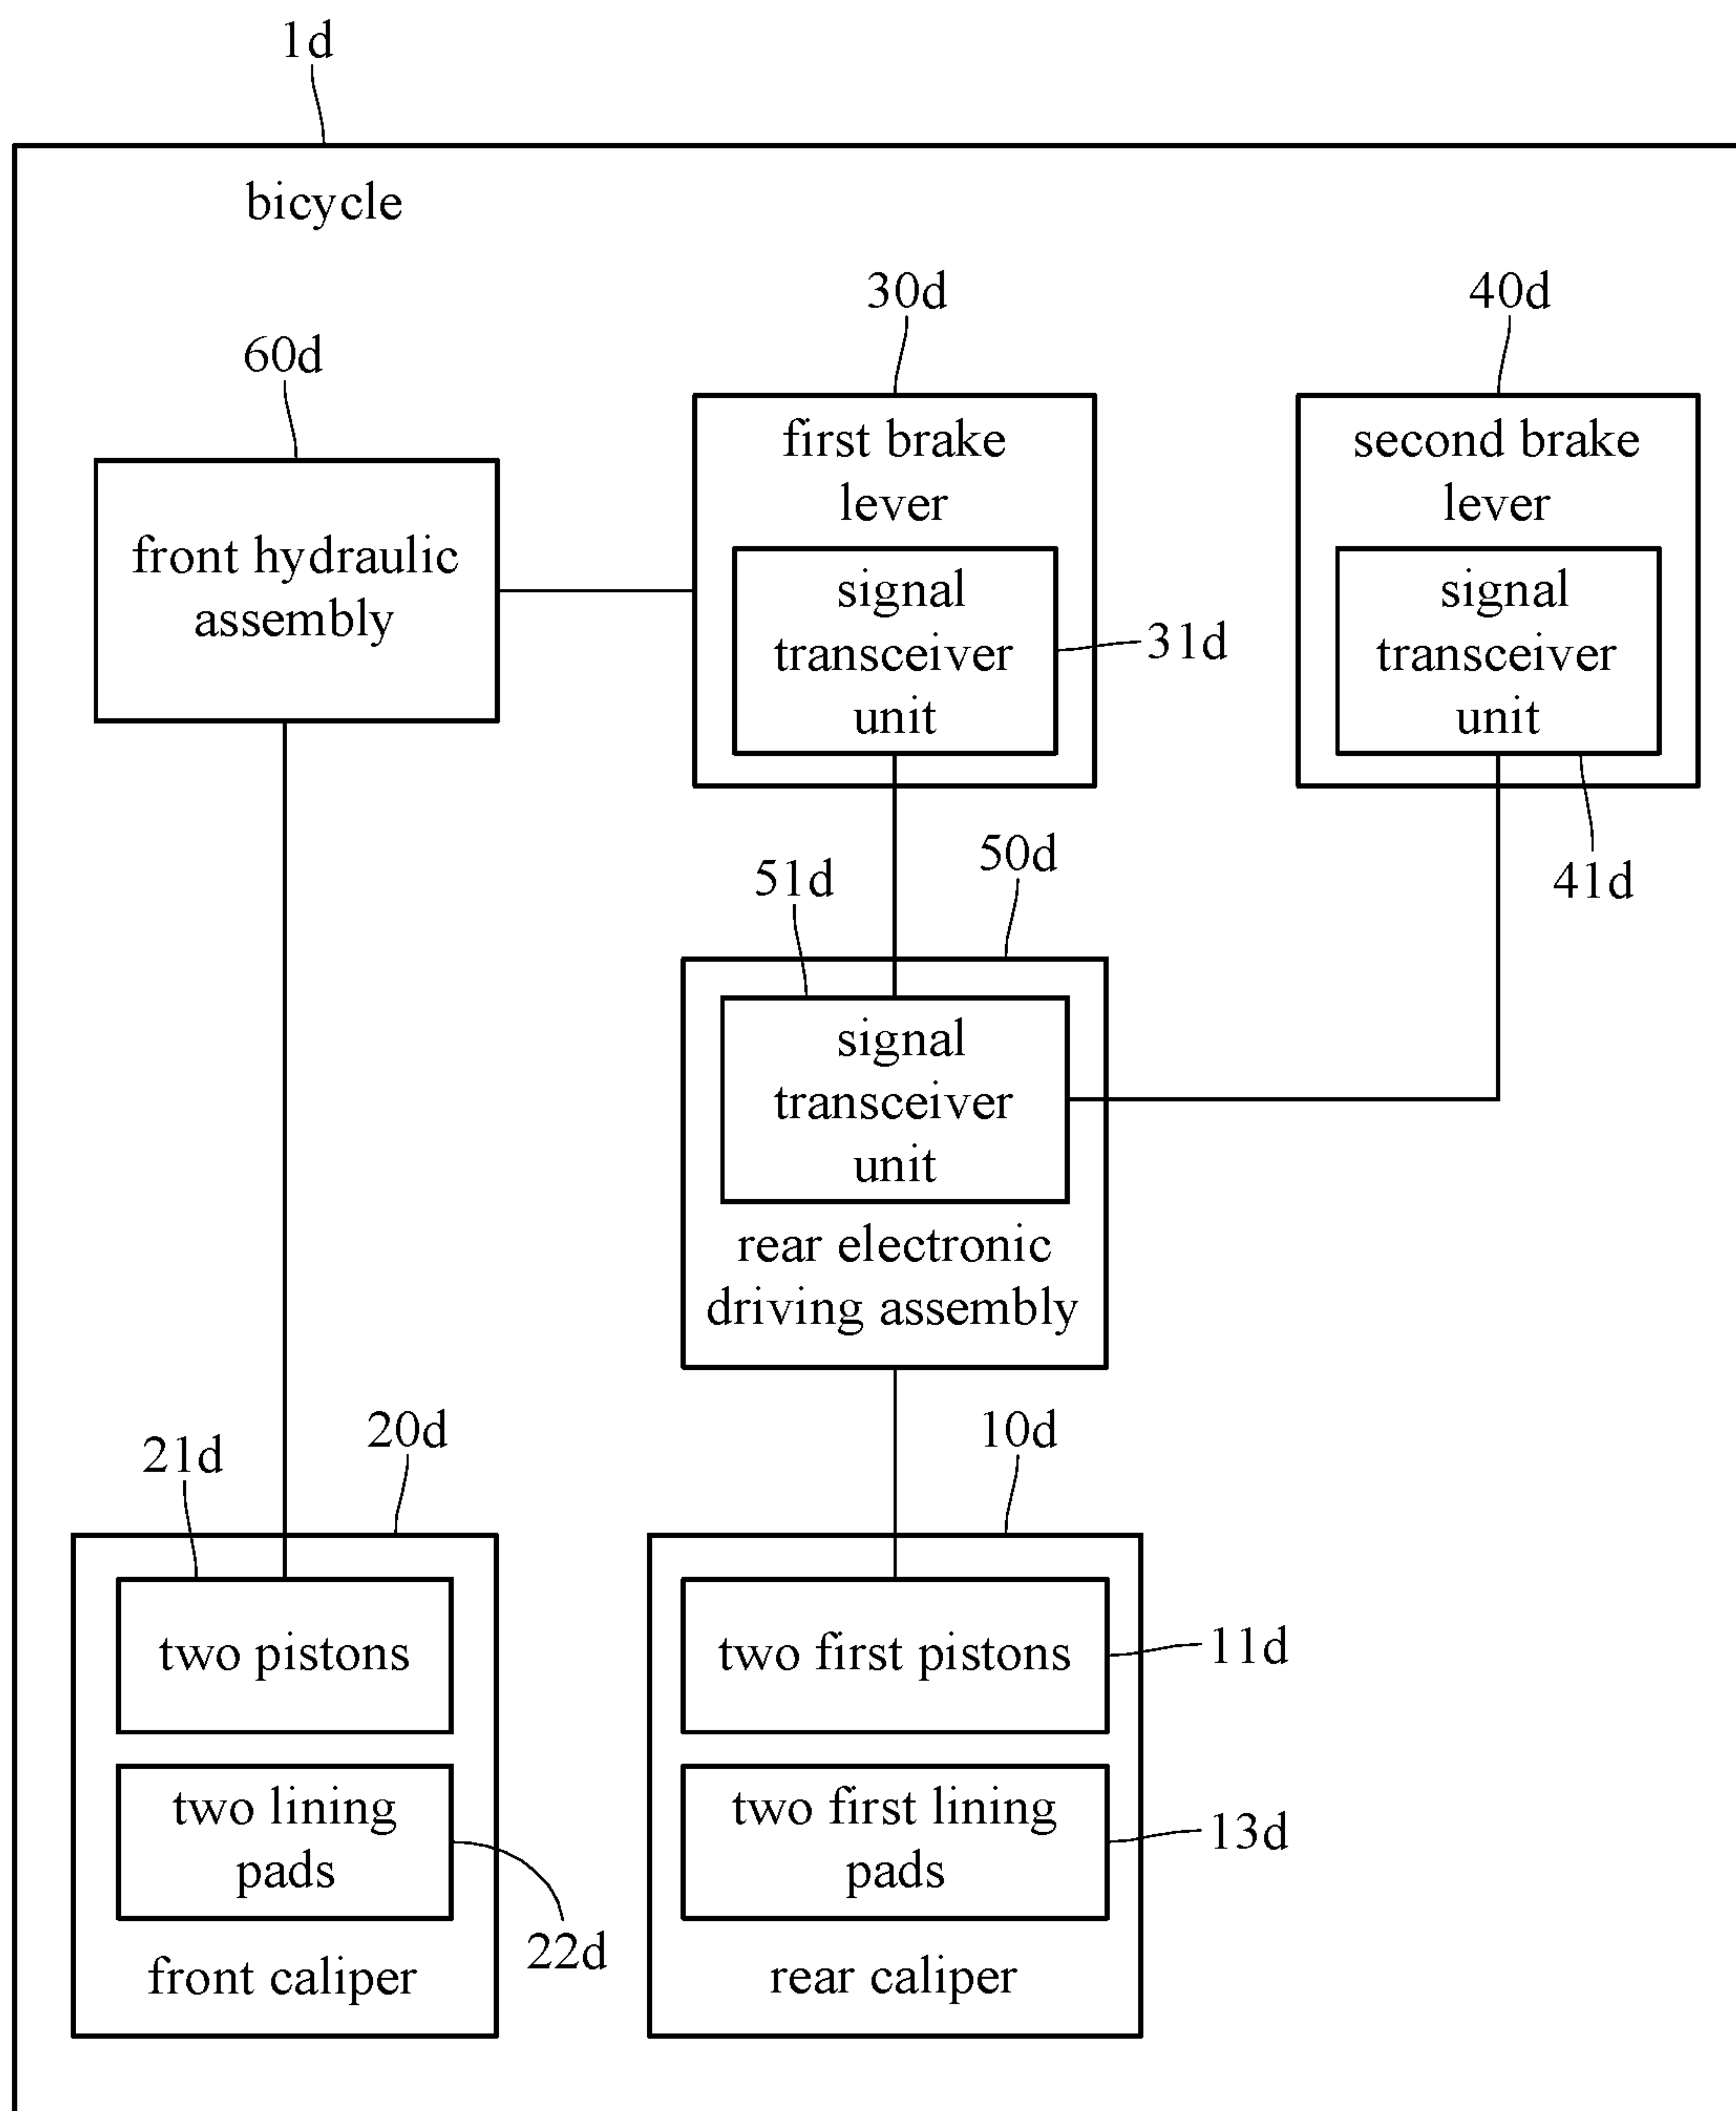 1d
bicycle
30d
40d
60d
first brake
lever
second brake
lever
front hydraulic
assembly
signal
transceiver
unit
31d
signal
transceiver
unit
41d
50d
51d
signal
transceiver
unit
rear electronic
driving assembly
20d
10d
21d
two pistons
two first pistons
11d
two lining
pads
two first lining
pads
13d
22d
front caliper
rear caliper